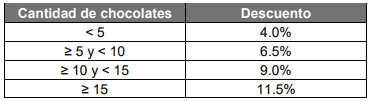 Cantidad de chocolates Descuento
< 5 4.0%
≥ 5 y < 10 6.5%
≥ 10 y < 15 9.0%
≥ 15 11.5%